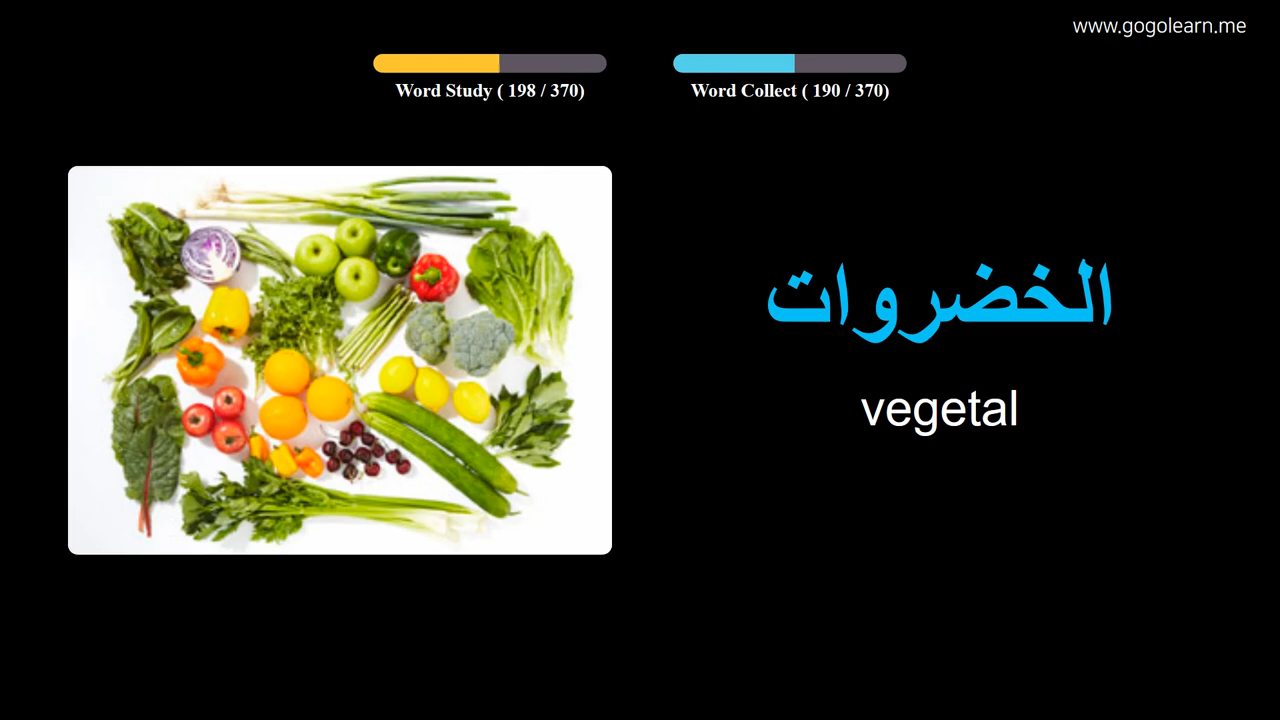 www.gogolearn.me
Word Study ( 198 / 370)
Word Collect ( 190 / 370)
الخضروات
vegetal